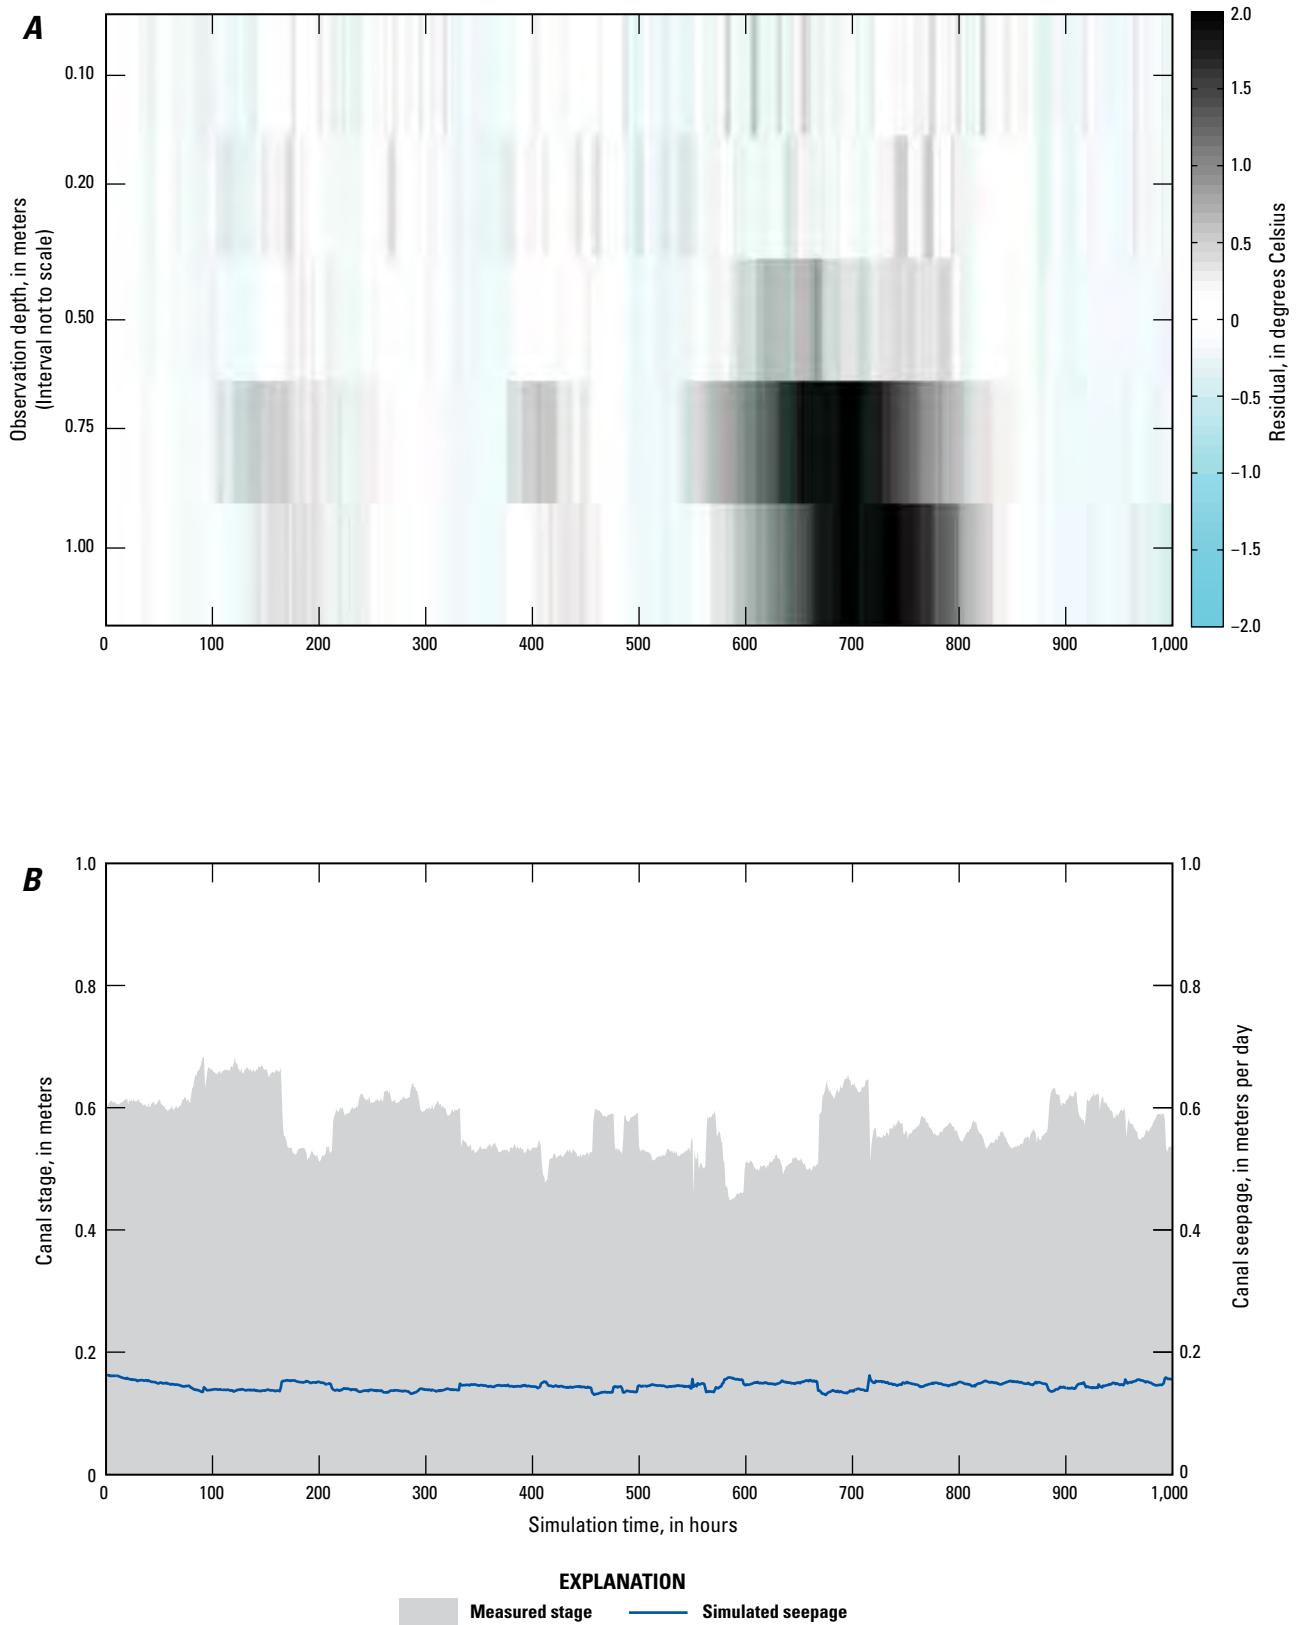 A
Observation depth, in meters
(Interval not to scale)
0.10
0.20
0.50
0.75
1.00
0 100 200 300 400 500 600 700 800 900 1,000
2.0
1.5
1.0
0.5
0
−0.5
−1.0
−1.5
−2.0
Residual, in degrees Celsius
B
Canal stage, in meters
1.0
0.8
0.6
0.4
0.2
0
0 100 200 300 400 500 600 700 800 900 1,000
1.0
0.8
0.6
0.4
0.2
0
Canal seepage, in meters per day
Simulation time, in hours
EXPLANATION
Measured stage Simulated seepage